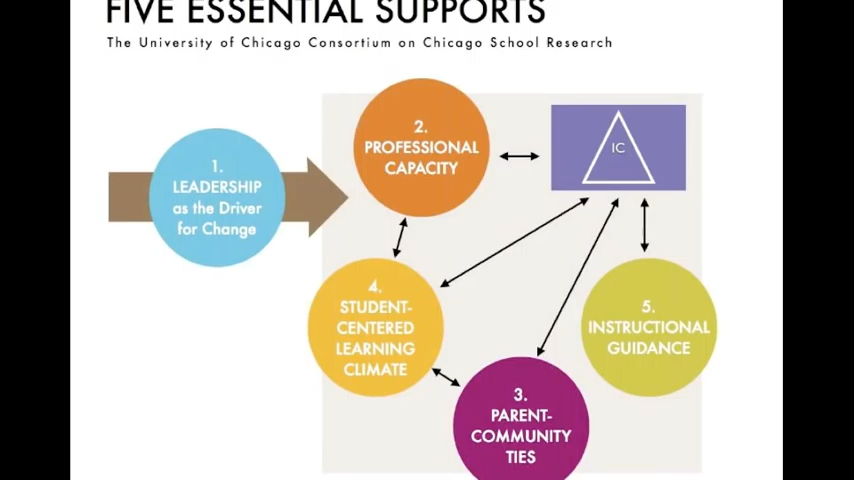 FIVE ESSENTIAL SUPPORTS
The University of Chicago Consortium on Chicago School Research
1.
LEADERSHIP
as the Driver
for Change
2.
PROFESSIONAL
CAPACITY
IC
4.
STUDENT-
CENTERED
LEARNING
CLIMATE
3.
PARENT-
COMMUNITY
TIES
5.
INSTRUCTIONAL
GUIDANCE